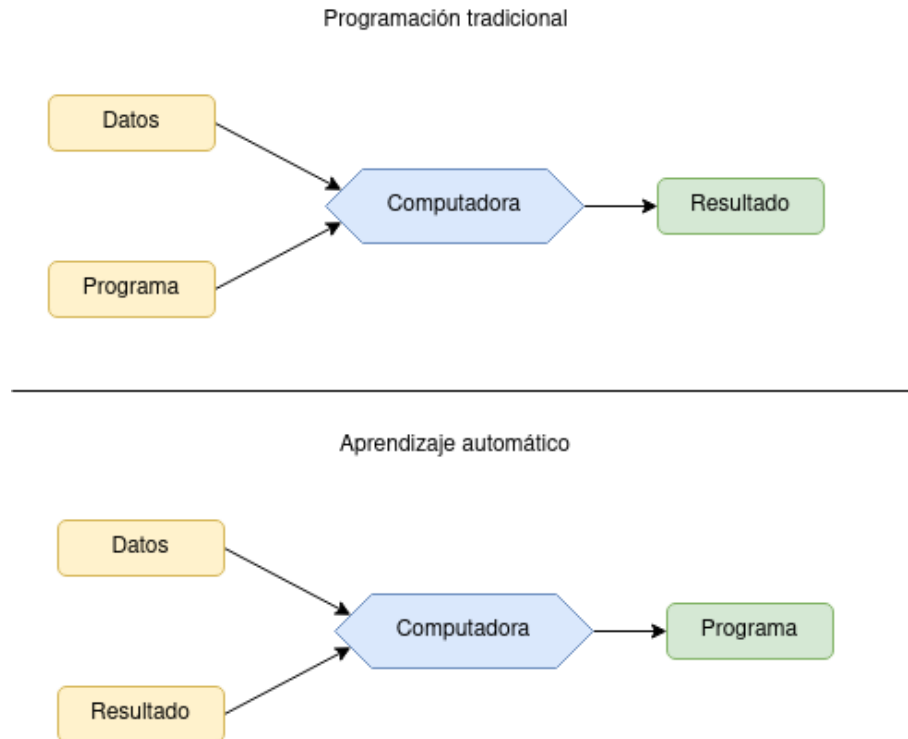 Programación tradicional
Datos
Computadora
Resultado
Programa
Aprendizaje automático
Datos
Computadora
Programa
Resultado